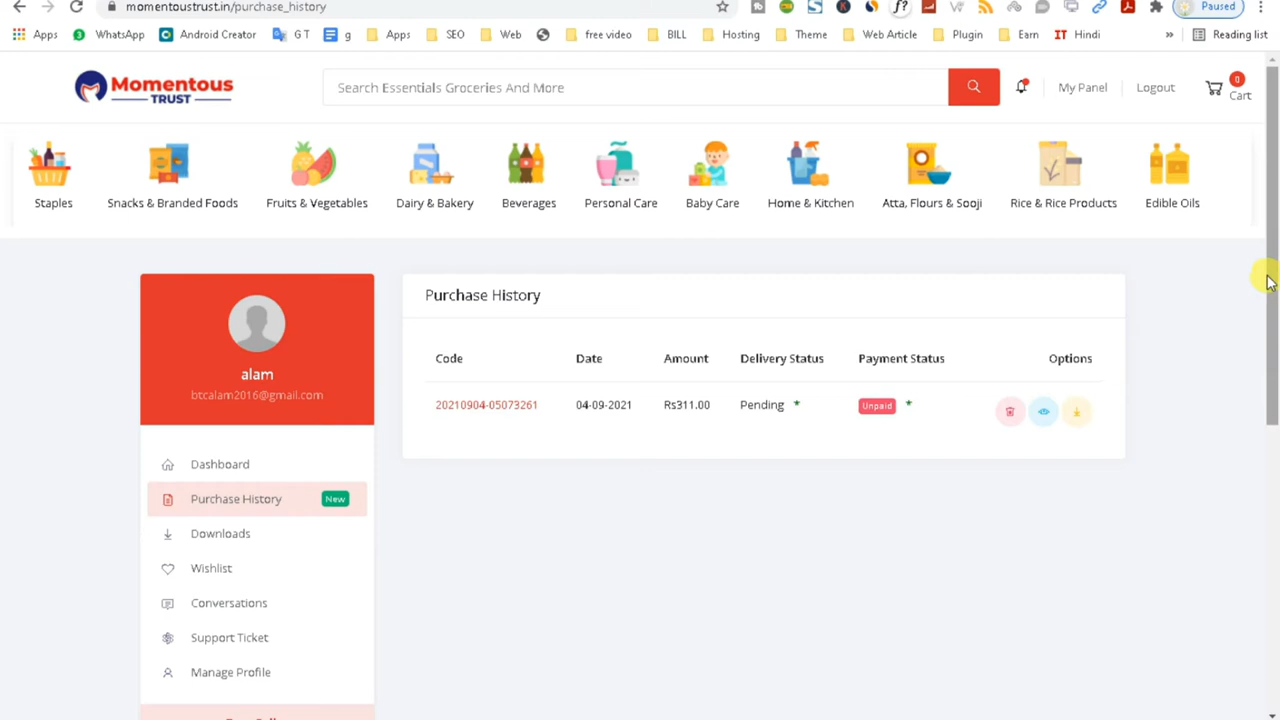 momentoustrust.in/purchase_history
Paused
Apps WhatsApp Android Creator G T g Apps SEO Web free video BILL Hosting Theme Web Article Plugin Earn IT Hindi » Reading list
Momentous
TRUST
Search Essentials Groceries And More
My Panel
Logout
0
Cart
Staples Snacks & Branded Foods Fruits & Vegetables Dairy & Bakery Beverages Personal Care Baby Care Home & Kitchen Atta, Flours & Sooji Rice & Rice Products Edible Oils
alam
btcalam2016@gmail.com
Dashboard
Purchase History New
Downloads
Wishlist
Conversations
Support Ticket
Manage Profile
Purchase History
Code Date Amount Delivery Status Payment Status Options
20210904-05073261 04-09-2021 Rs311.00 Pending * Unpaid *